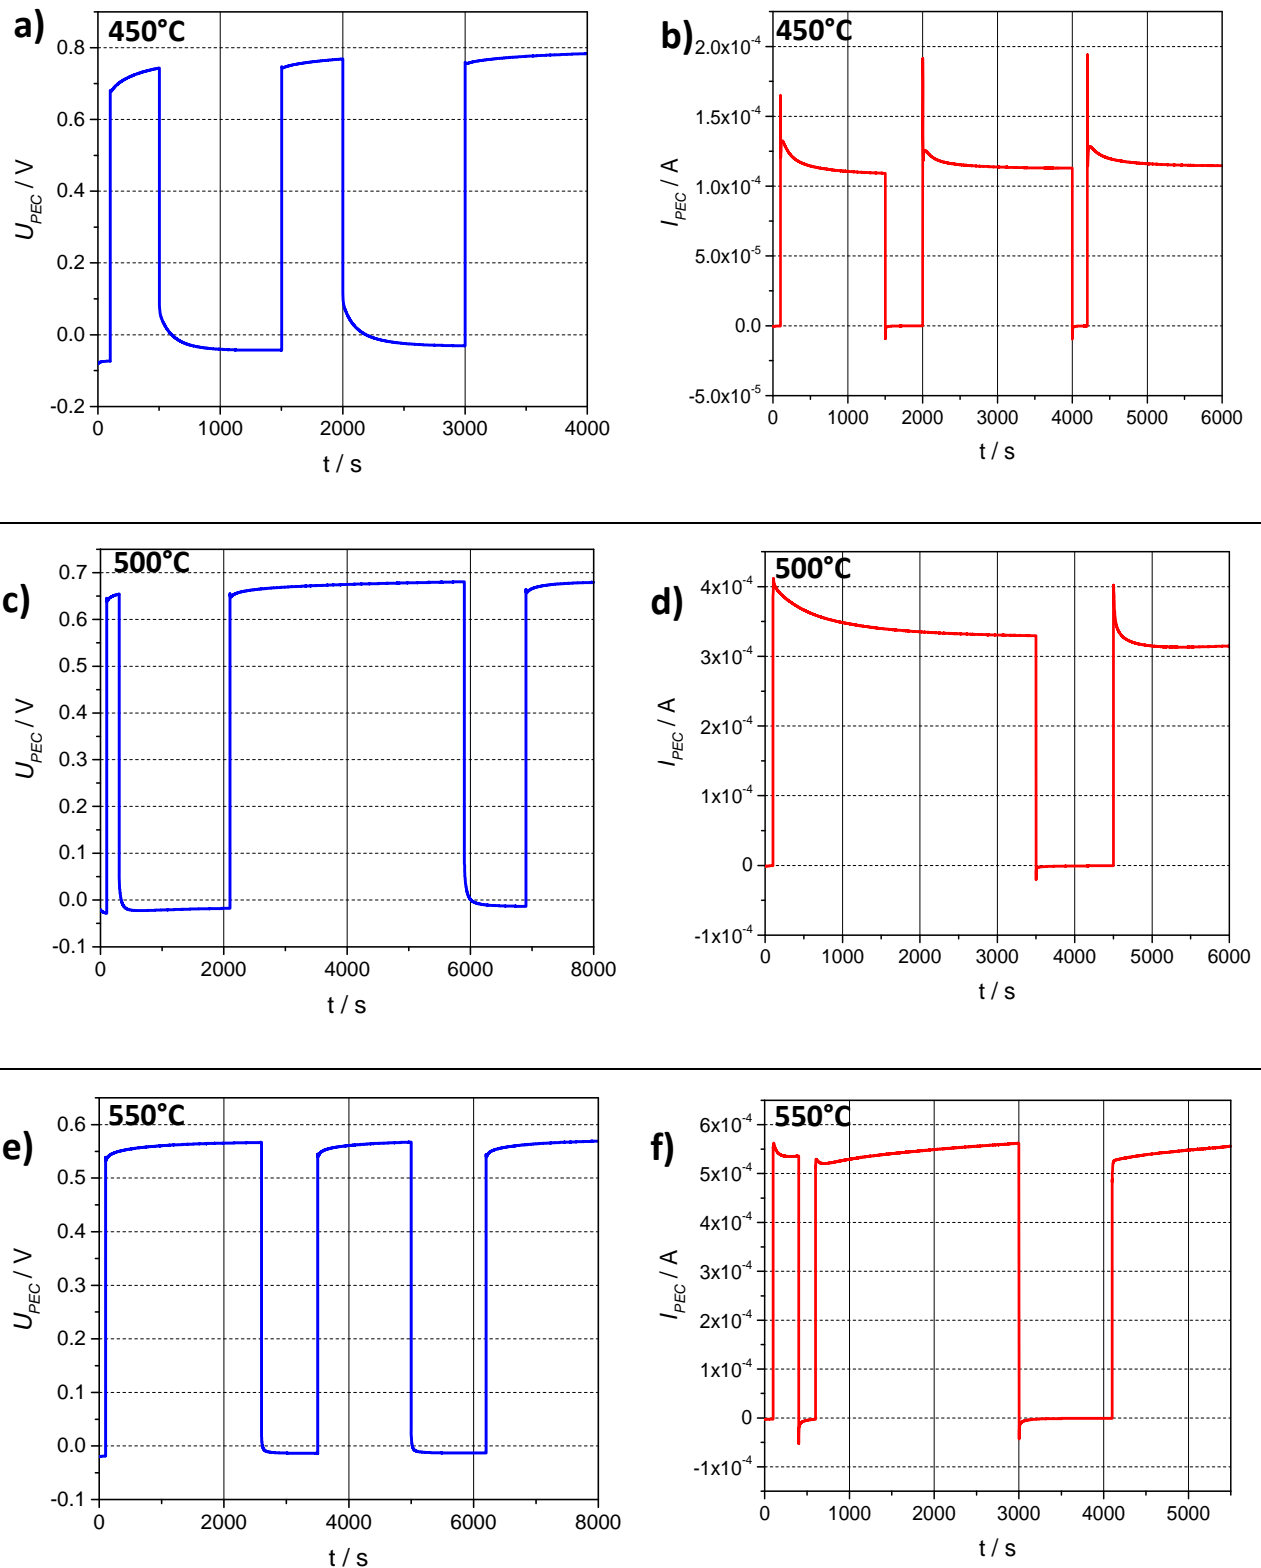 a)
450°C
0.8
0.6
0.4
0.2
0.0
-0.2
U_PEC / V
0 1000 2000 3000 4000
t / s
b)
450°C
2.0x10⁻⁴
1.5x10⁻⁴
1.0x10⁻⁴
5.0x10⁻⁵
0.0
-5.0x10⁻⁵
I_PEC / A
0 1000 2000 3000 4000 5000 6000
t / s
c)
500°C
0.7
0.6
0.5
0.4
0.3
0.2
0.1
0.0
-0.1
U_PEC / V
0 2000 4000 6000 8000
t / s
d)
500°C
4x10⁻⁴
3x10⁻⁴
2x10⁻⁴
1x10⁻⁴
0
-1x10⁻⁴
I_PEC / A
0 1000 2000 3000 4000 5000 6000
t / s
e)
550°C
0.6
0.5
0.4
0.3
0.2
0.1
0.0
-0.1
U_PEC / V
0 2000 4000 6000 8000
t / s
f)
550°C
6x10⁻⁴
5x10⁻⁴
4x10⁻⁴
3x10⁻⁴
2x10⁻⁴
1x10⁻⁴
0
-1x10⁻⁴
I_PEC / A
0 1000 2000 3000 4000 5000
t / s